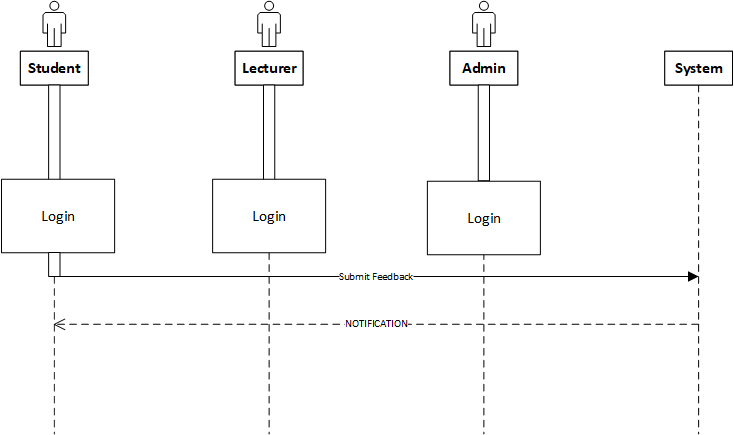 Student
Lecturer
Admin
System
Login
Login
Login
Submit Feedback
NOTIFICATION